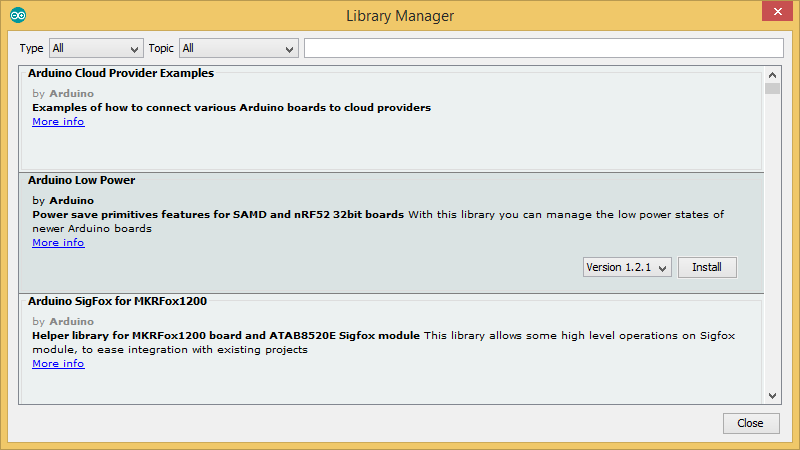 Library Manager
Type All Topic All
Arduino Cloud Provider Examples
by Arduino
Examples of how to connect various Arduino boards to cloud providers
More info
Arduino Low Power
by Arduino
Power save primitives features for SAMD and nRF52 32bit boards With this library you can manage the low power states of
newer Arduino boards
More info
Version 1.2.1 Install
Arduino SigFox for MKRFox1200
by Arduino
Helper library for MKRFox1200 board and ATAB8520E Sigfox module This library allows some high level operations on Sigfox
module, to ease integration with existing projects
More info
Close